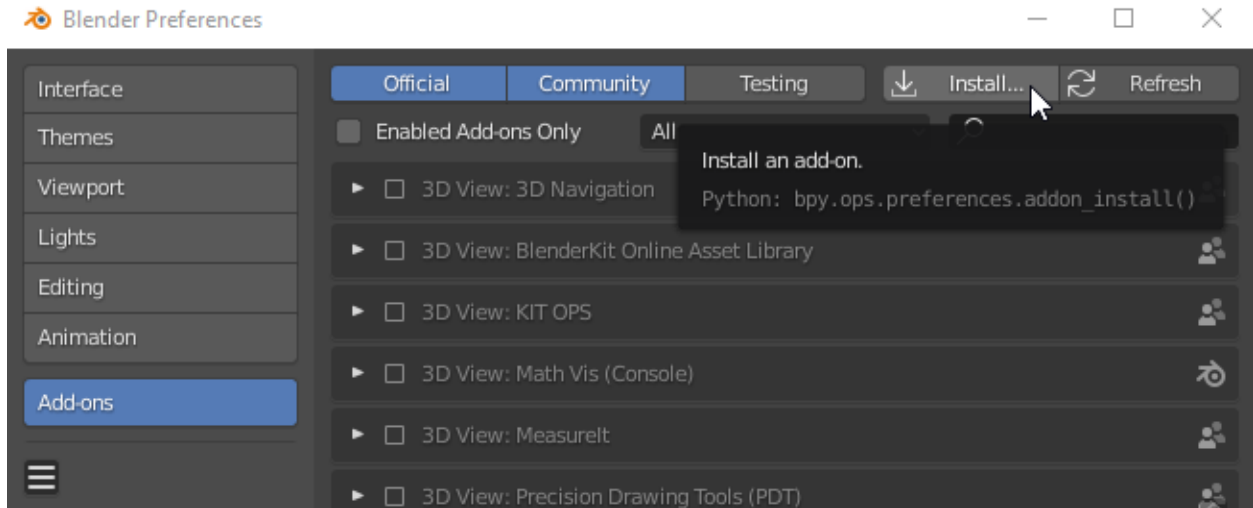 Blender Preferences
Interface
Themes
Viewport
Lights
Editing
Animation
Add-ons
Official Community Testing Install... Refresh
Enabled Add-ons Only All
Install an add-on.
Python: bpy.ops.preferences.addon_install()
3D View: 3D Navigation
3D View: BlenderKit Online Asset Library
3D View: KIT OPS
3D View: Math Vis (Console)
3D View: MeasureIt
3D View: Precision Drawing Tools (PDT)